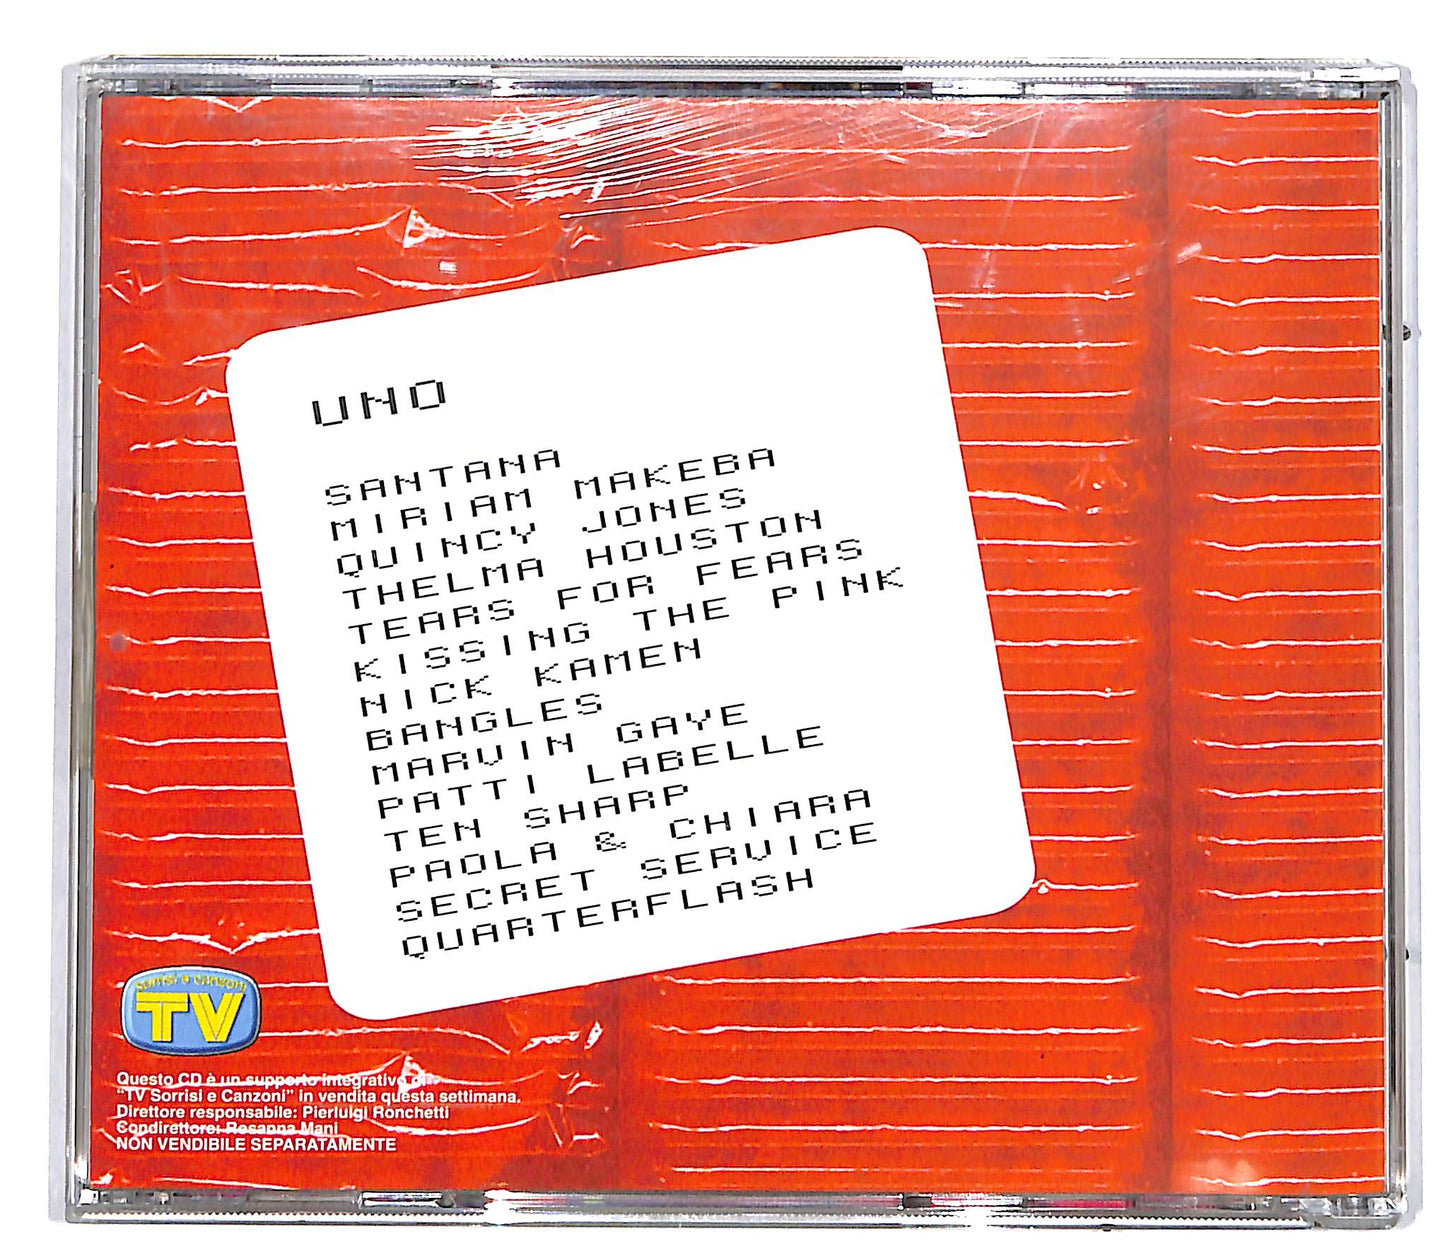 UNO
SANTANA
MIRIAM MAKEBA
QUINCY JONES
THELMA HOUSTON
TEARS FOR FEARS
KISSING THE PINK
NICK KAMEN
BANGLES
MARVIN GAYE
PATTI LABELLE
TEN SHARP
PAOLA & CHIARA
SECRET SERVICE
QUARTERFLASH
SORRISI e CANZONI
TV
Questo CD è un supporto integrativo di
“TV Sorrisi e Canzoni” in vendita questa settimana.
Direttore responsabile: Pierluigi Ronchetti
Condirettore: Rosanna Mani
NON VENDIBILE SEPARATAMENTE